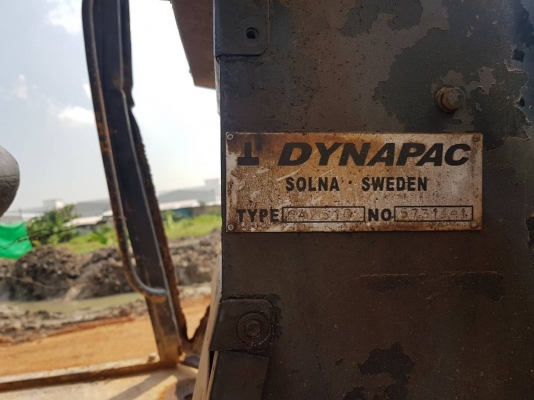 DYNAPAC
SOLNA · SWEDEN
TYPE NO